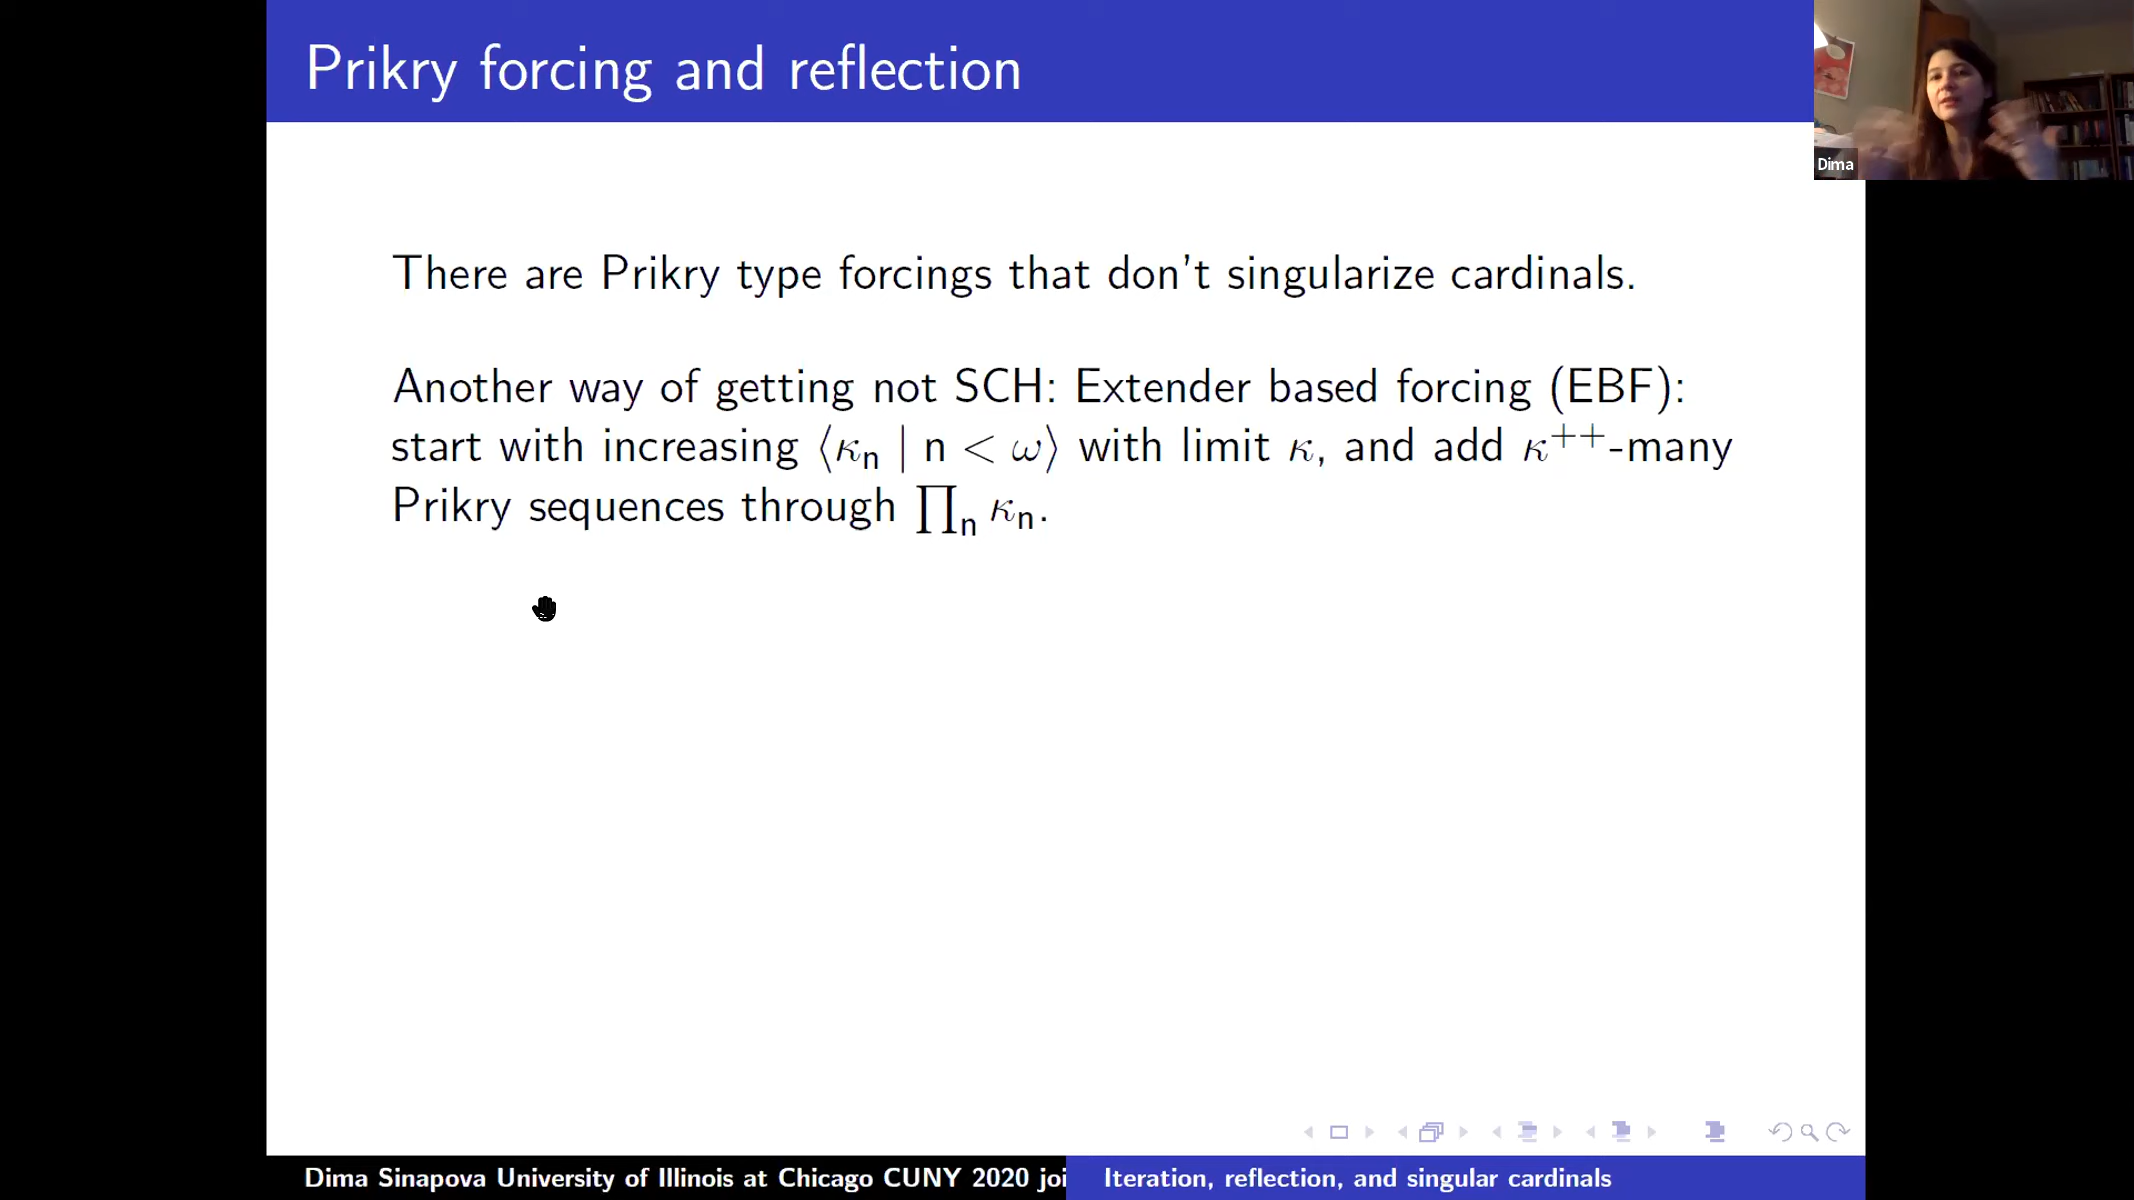 Prikry forcing and reflection
Dima
There are Prikry type forcings that don't singularize cardinals.
Another way of getting not SCH: Extender based forcing (EBF):
start with increasing ⟨κₙ | n < ω⟩ with limit κ, and add κ⁺⁺-many
Prikry sequences through ∏ₙ κₙ.
Dima Sinapova University of Illinois at Chicago CUNY 2020 joi
Iteration, reflection, and singular cardinals